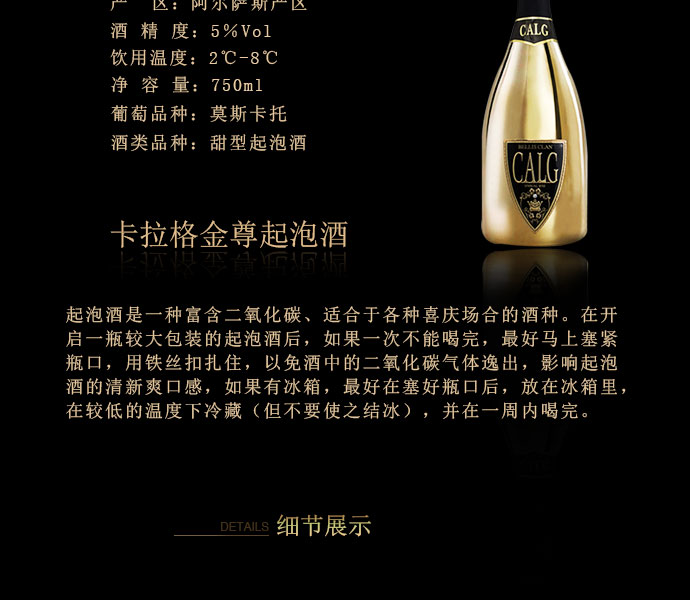 产 区：阿尔萨斯产区
酒 精 度：5%Vol
饮用温度：2℃-8℃
净 容 量：750ml
葡萄品种：莫斯卡托
酒类品种：甜型起泡酒
CALG
CALG
卡拉格金尊起泡酒
起泡酒是一种富含二氧化碳、适合于各种喜庆场合的酒种。在开
启一瓶较大包装的起泡酒后，如果一次不能喝完，最好马上塞紧
瓶口，用铁丝扣扎住，以免酒中的二氧化碳气体逸出，影响起泡
酒的清新爽口感，如果有冰箱，最好在塞好瓶口后，放在冰箱里，
在较低的温度下冷藏（但不要使之结冰），并在一周内喝完。
DETAILS 细节展示